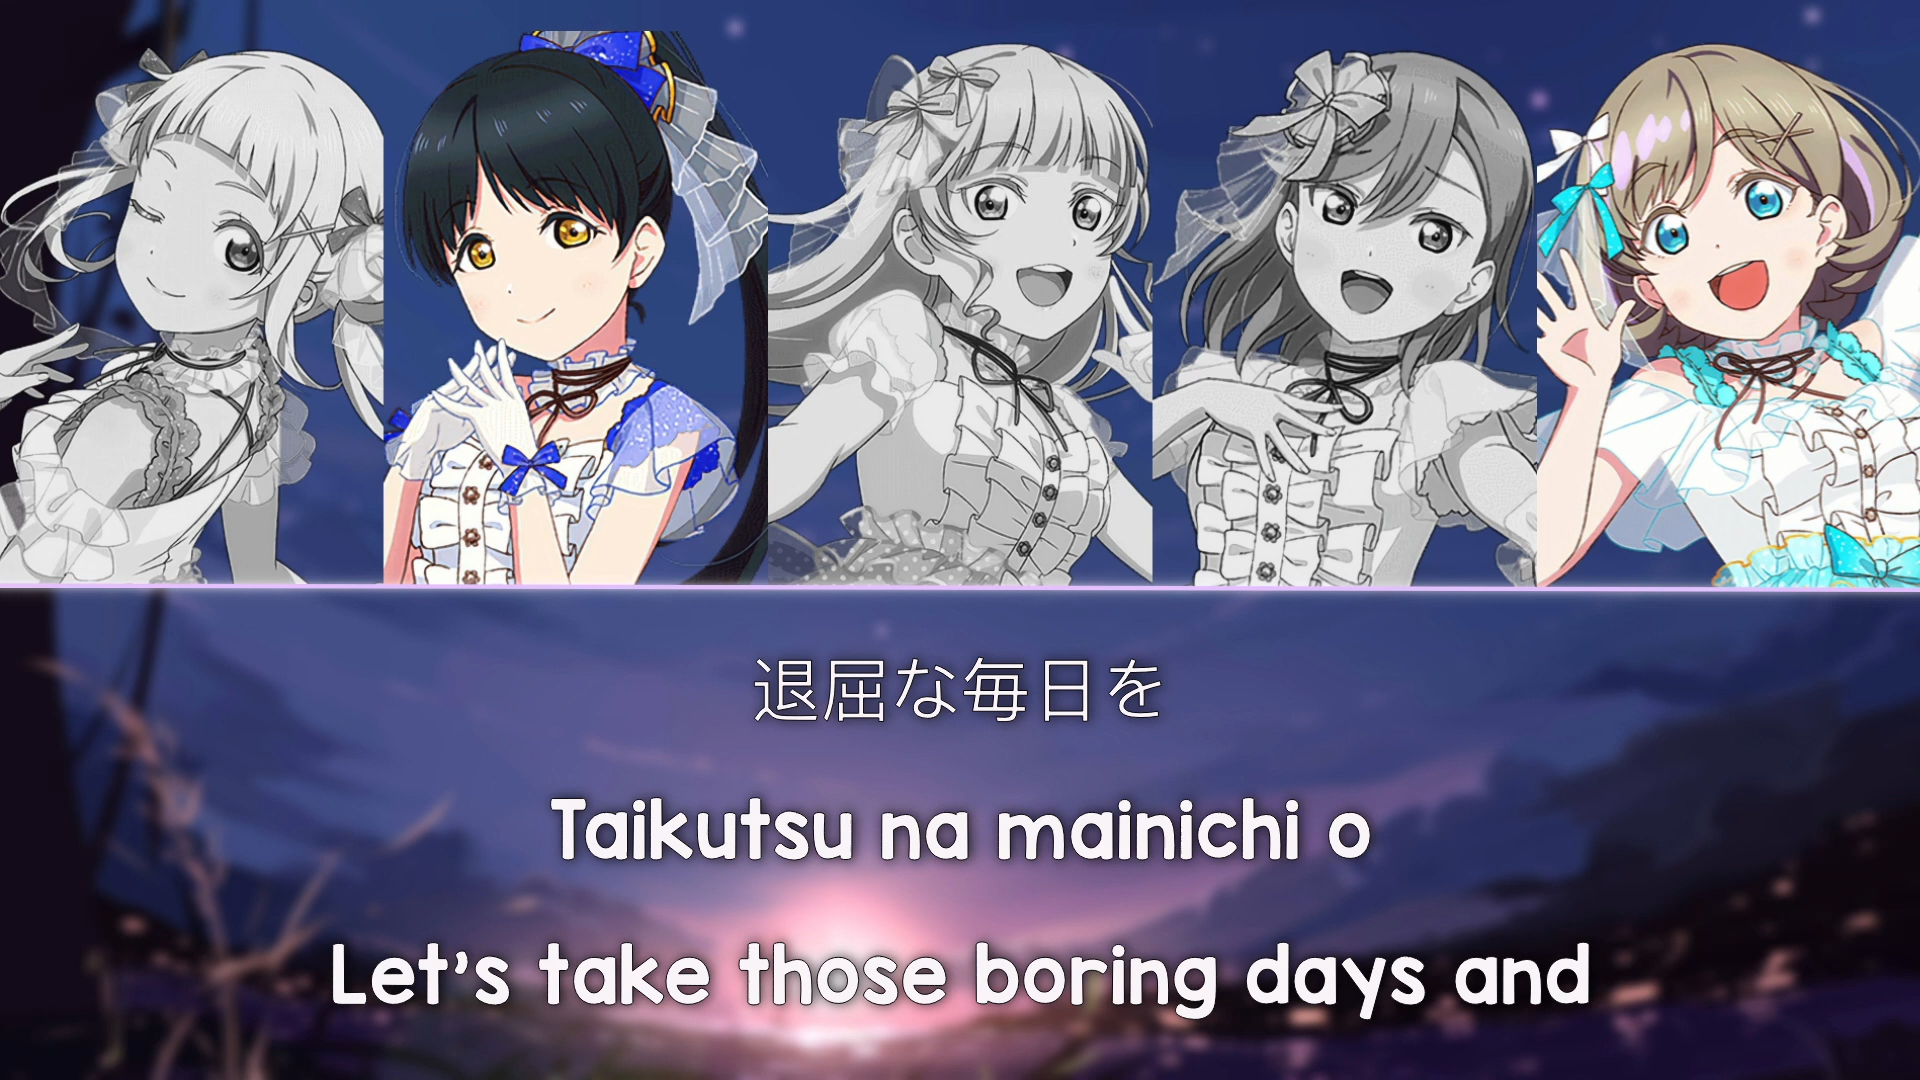 退屈な毎日を
Taikutsu na mainichi o
Let's take those boring days and